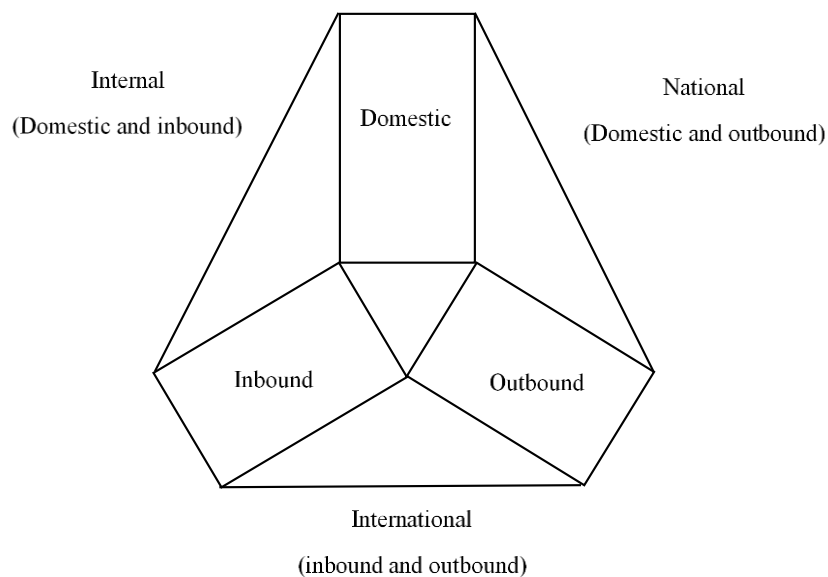 Internal
(Domestic and inbound)
National
(Domestic and outbound)
Domestic
Inbound
Outbound
International
(inbound and outbound)